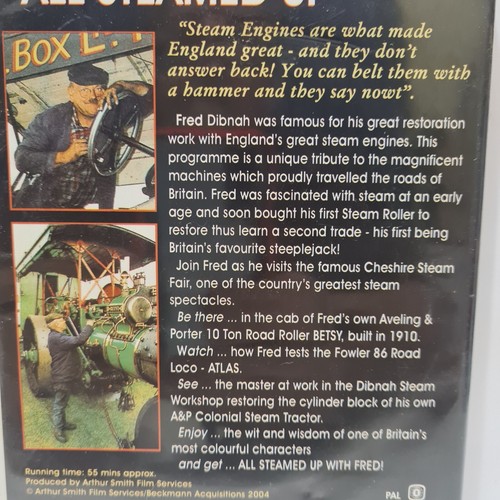 ALL STEAMED UP
BOX L
"Steam Engines are what made
England great - and they don't
answer back! You can belt them with
a hammer and they say nowt".
Fred Dibnah was famous for his great restoration
work with England's great steam engines. This
programme is a unique tribute to the magnificent
machines which proudly travelled the roads of
Britain. Fred was fascinated with steam at an early
age and soon bought his first Steam Roller to
resfore thus learn a second trade - his first being
Britain's favourite steeplejack!
Join Fred as he visits the famous Cheshire Steam
Fair, one of the country's greatest steam
spectacles.
Be there ... in the cab of Fred's own Aveling &
Porter 10 Ton Road Roller BETSY, built in 1910.
Watch ... how Fred tests the Fowler 86 Road
Loco - ATLAS.
See ... the master at work in the Dibnah Steam
Workshop restoring the cylinder block of his own
A&P Colonial Steam Tractor.
Enjoy ... the wit and wisdom of one of Britain's
most colourful characters
and get ... ALL STEAMED UP WITH FRED!
Running time: 55 mins approx.
Produced by Arthur Smith Film Services
© Arthur Smith Film Services/Beckmann Acquisitions 2004
PAL 0